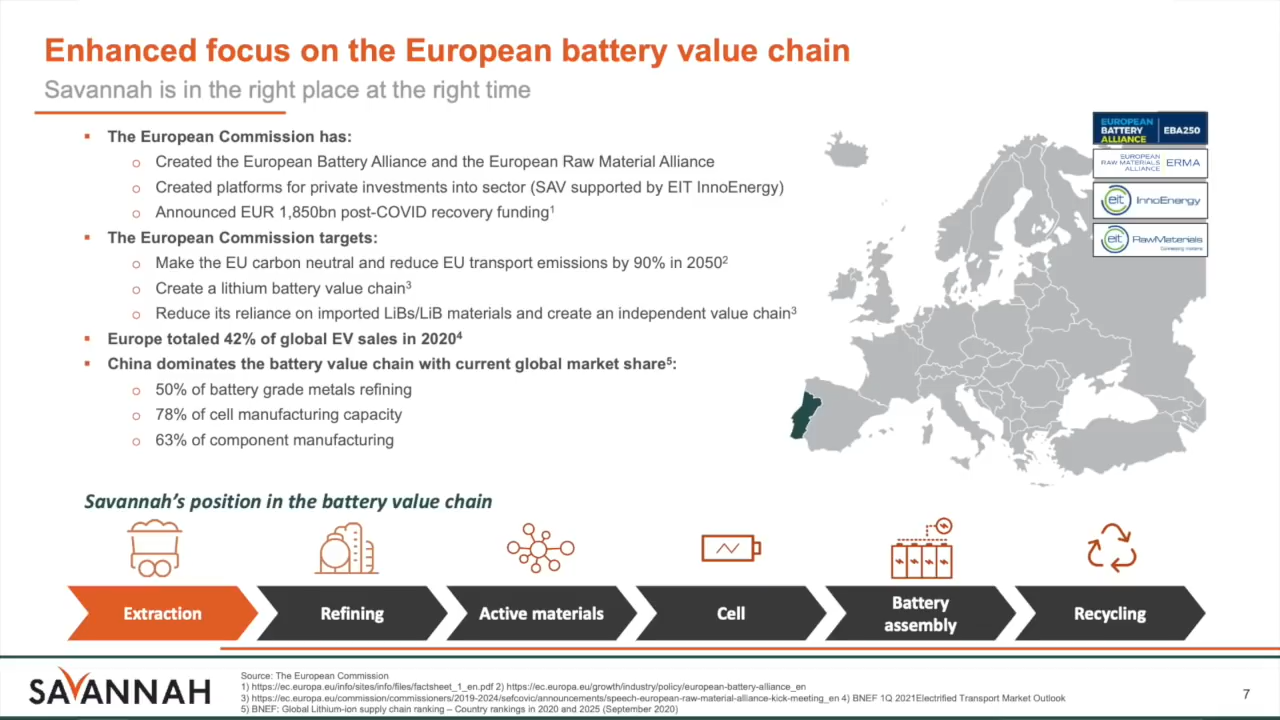 Enhanced focus on the European battery value chain
Savannah is in the right place at the right time
▪ The European Commission has:
o Created the European Battery Alliance and the European Raw Material Alliance
o Created platforms for private investments into sector (SAV supported by EIT InnoEnergy)
o Announced EUR 1,850bn post-COVID recovery funding¹
▪ The European Commission targets:
o Make the EU carbon neutral and reduce EU transport emissions by 90% in 2050²
o Create a lithium battery value chain³
o Reduce its reliance on imported LiBs/LiB materials and create an independent value chain³
▪ Europe totaled 42% of global EV sales in 2020⁴
▪ China dominates the battery value chain with current global market share⁵:
o 50% of battery grade metals refining
o 78% of cell manufacturing capacity
o 63% of component manufacturing
EUROPEAN
BATTERY
ALLIANCE
EBA250
EUROPEAN
RAW MATERIALS
ALLIANCE
ERMA
eit InnoEnergy
eit RawMaterials
Connecting matters
Savannah's position in the battery value chain
Extraction
Refining
Active materials
Cell
Battery
assembly
Recycling
SAVANNAH
Source: The European Commission
1) https://ec.europa.eu/info/sites/info/files/factsheet_1_en.pdf 2) https://ec.europa.eu/growth/industry/policy/european-battery-alliance_en
3) https://ec.europa.eu/commission/commissioners/2019-2024/sefcovic/announcements/speech-european-raw-material-alliance-kick-meeting_en 4) BNEF 1Q 2021Electrified Transport Market Outlook
5) BNEF: Global Lithium-ion supply chain ranking – Country rankings in 2020 and 2025 (September 2020)
7